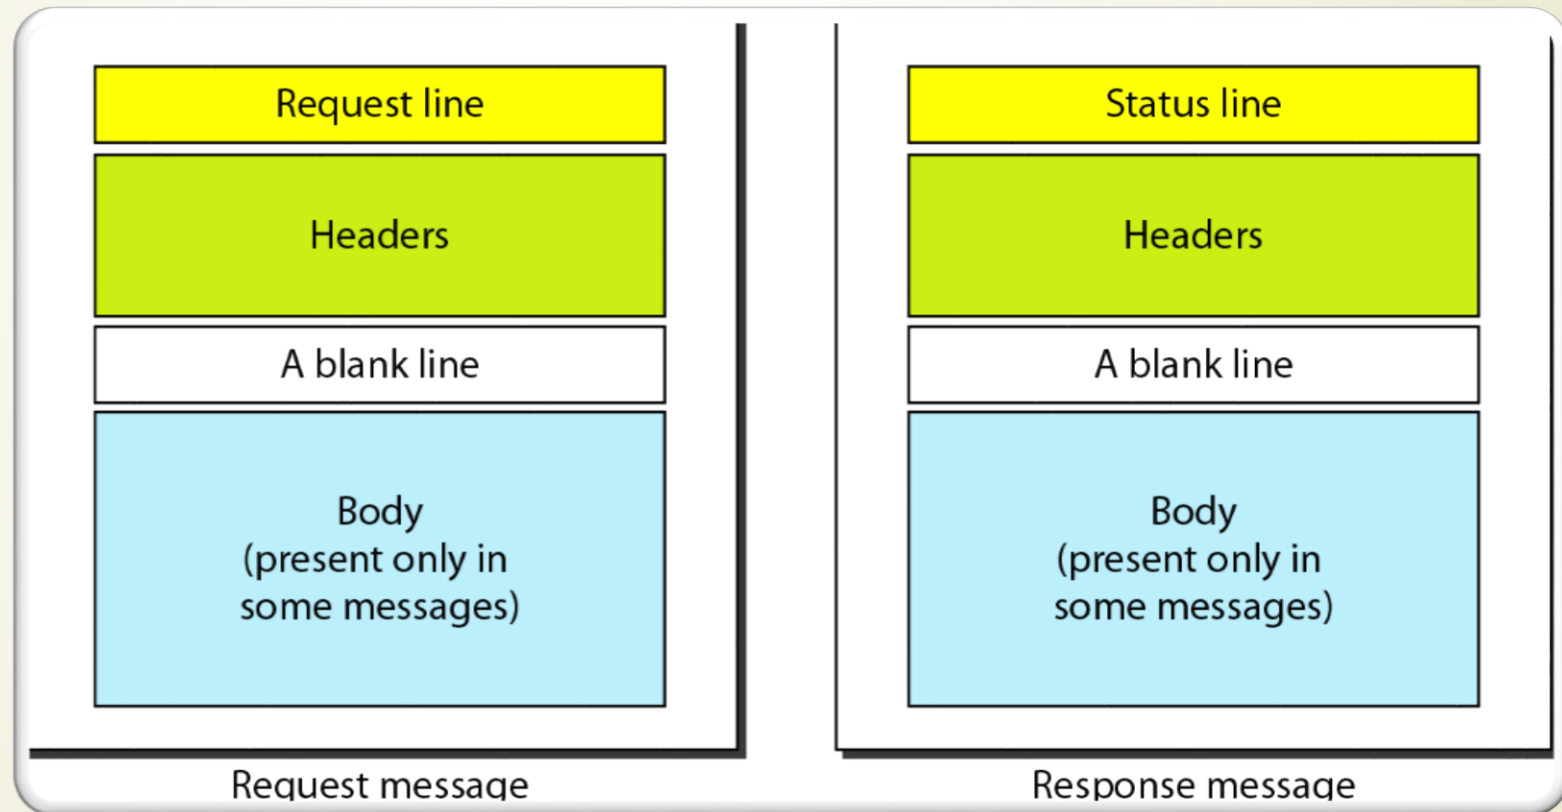 Request line
Headers
A blank line
Body
(present only in
some messages)
Request message
Status line
Headers
A blank line
Body
(present only in
some messages)
Response message